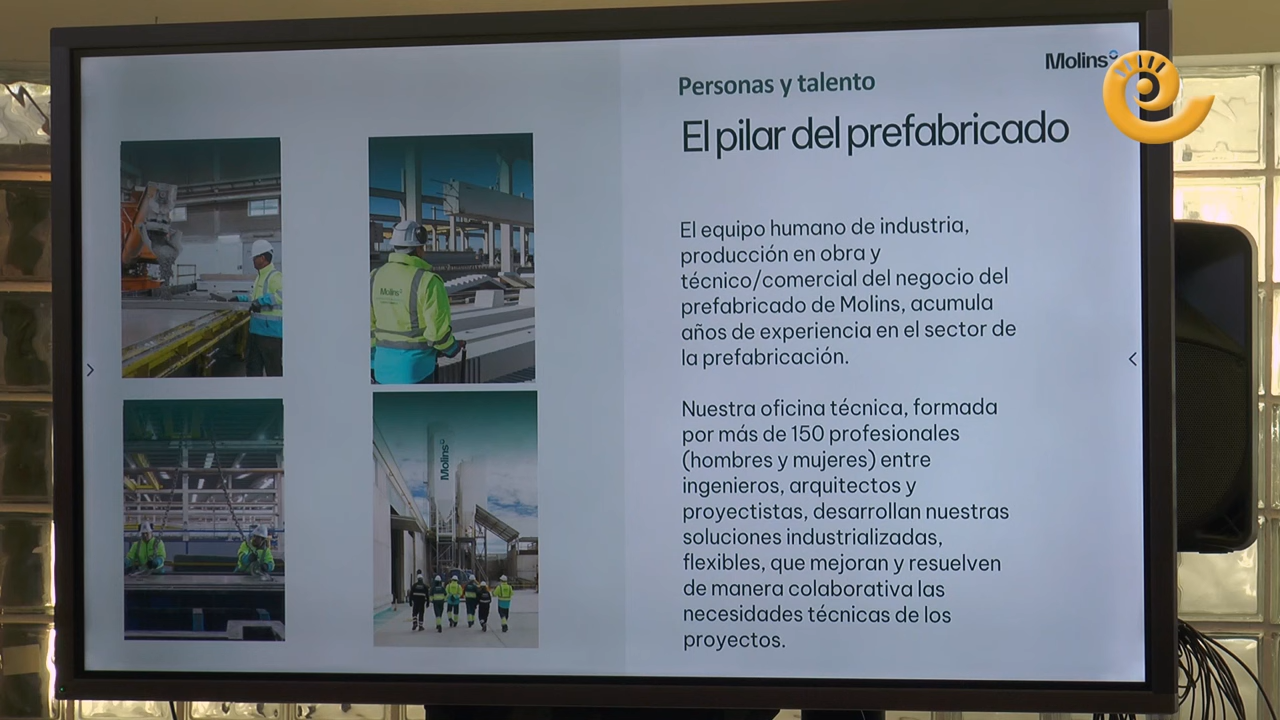 Molins
Personas y talento
El pilar del prefabricado
El equipo humano de industria,
producción en obra y
técnico/comercial del negocio del
prefabricado de Molins, acumula
años de experiencia en el sector de
la prefabricación.
Nuestra oficina técnica, formada
por más de 150 profesionales
(hombres y mujeres) entre
ingenieros, arquitectos y
proyectistas, desarrollan nuestras
soluciones industrializadas,
flexibles, que mejoran y resuelven
de manera colaborativa las
necesidades técnicas de los
proyectos.
Molins
Molins